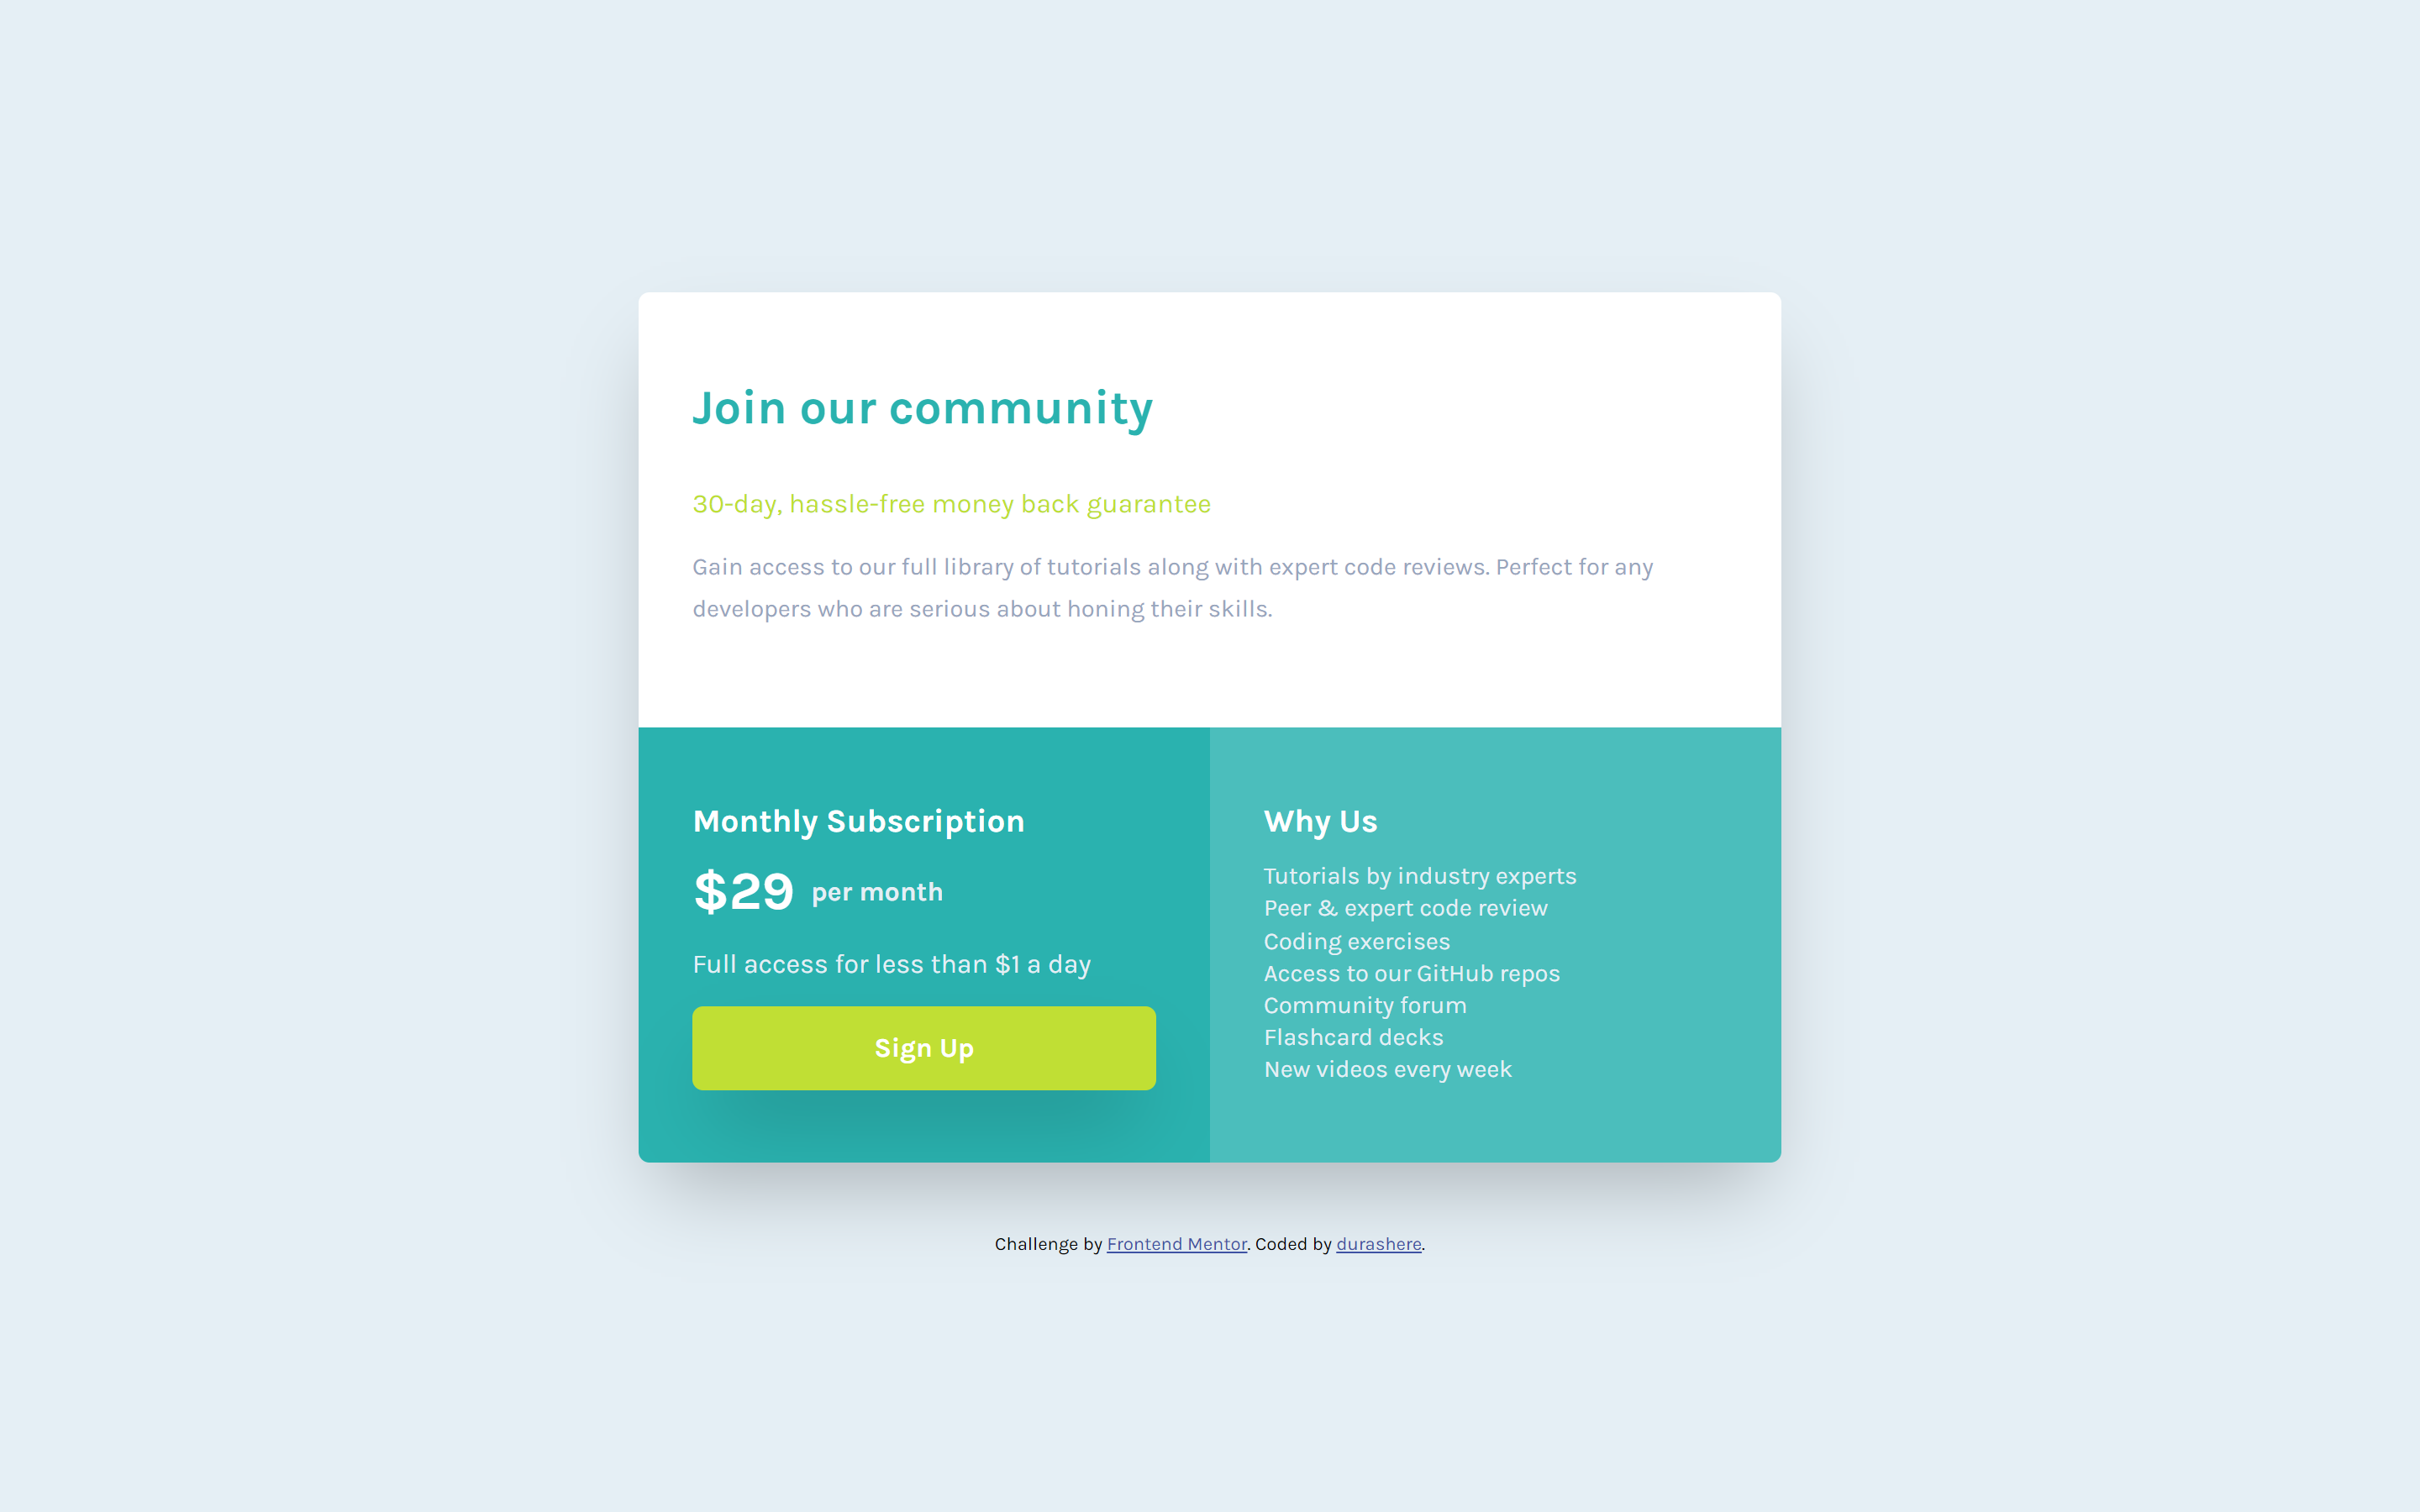 Join our community
30-day, hassle-free money back guarantee
Gain access to our full library of tutorials along with expert code reviews. Perfect for any
developers who are serious about honing their skills.
Monthly Subscription
$29 per month
Full access for less than $1 a day
Sign Up
Why Us
Tutorials by industry experts
Peer & expert code review
Coding exercises
Access to our GitHub repos
Community forum
Flashcard decks
New videos every week
Challenge by Frontend Mentor. Coded by durashere.